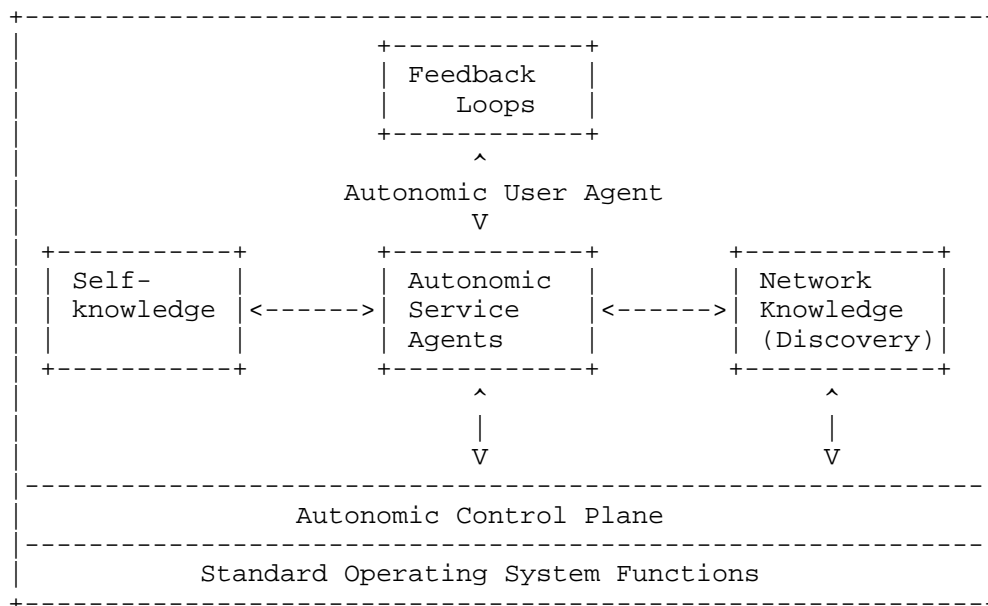 Feedback
Loops
Autonomic User Agent
V
Self- Autonomic Network
knowledge <------> Service <------> Knowledge
Agents (Discovery)
V V
Autonomic Control Plane
Standard Operating System Functions